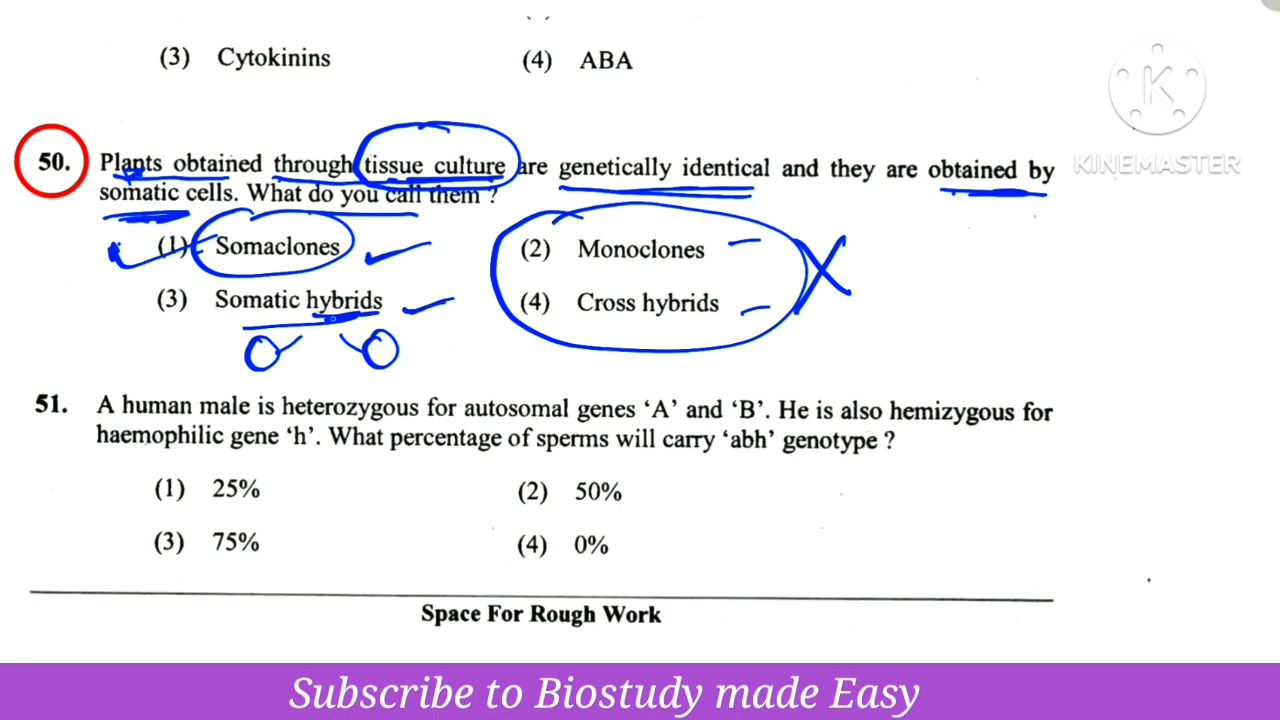 (3) Cytokinins (4) ABA
50. Plants obtained through tissue culture are genetically identical and they are obtained by
somatic cells. What do you call them ?
(1) Somaclones (2) Monoclones
(3) Somatic hybrids (4) Cross hybrids
51. A human male is heterozygous for autosomal genes ‘A’ and ‘B’. He is also hemizygous for
haemophilic gene ‘h’. What percentage of sperms will carry ‘abh’ genotype ?
(1) 25% (2) 50%
(3) 75% (4) 0%
Space For Rough Work
K
KINEMASTER
Subscribe to Biostudy made Easy